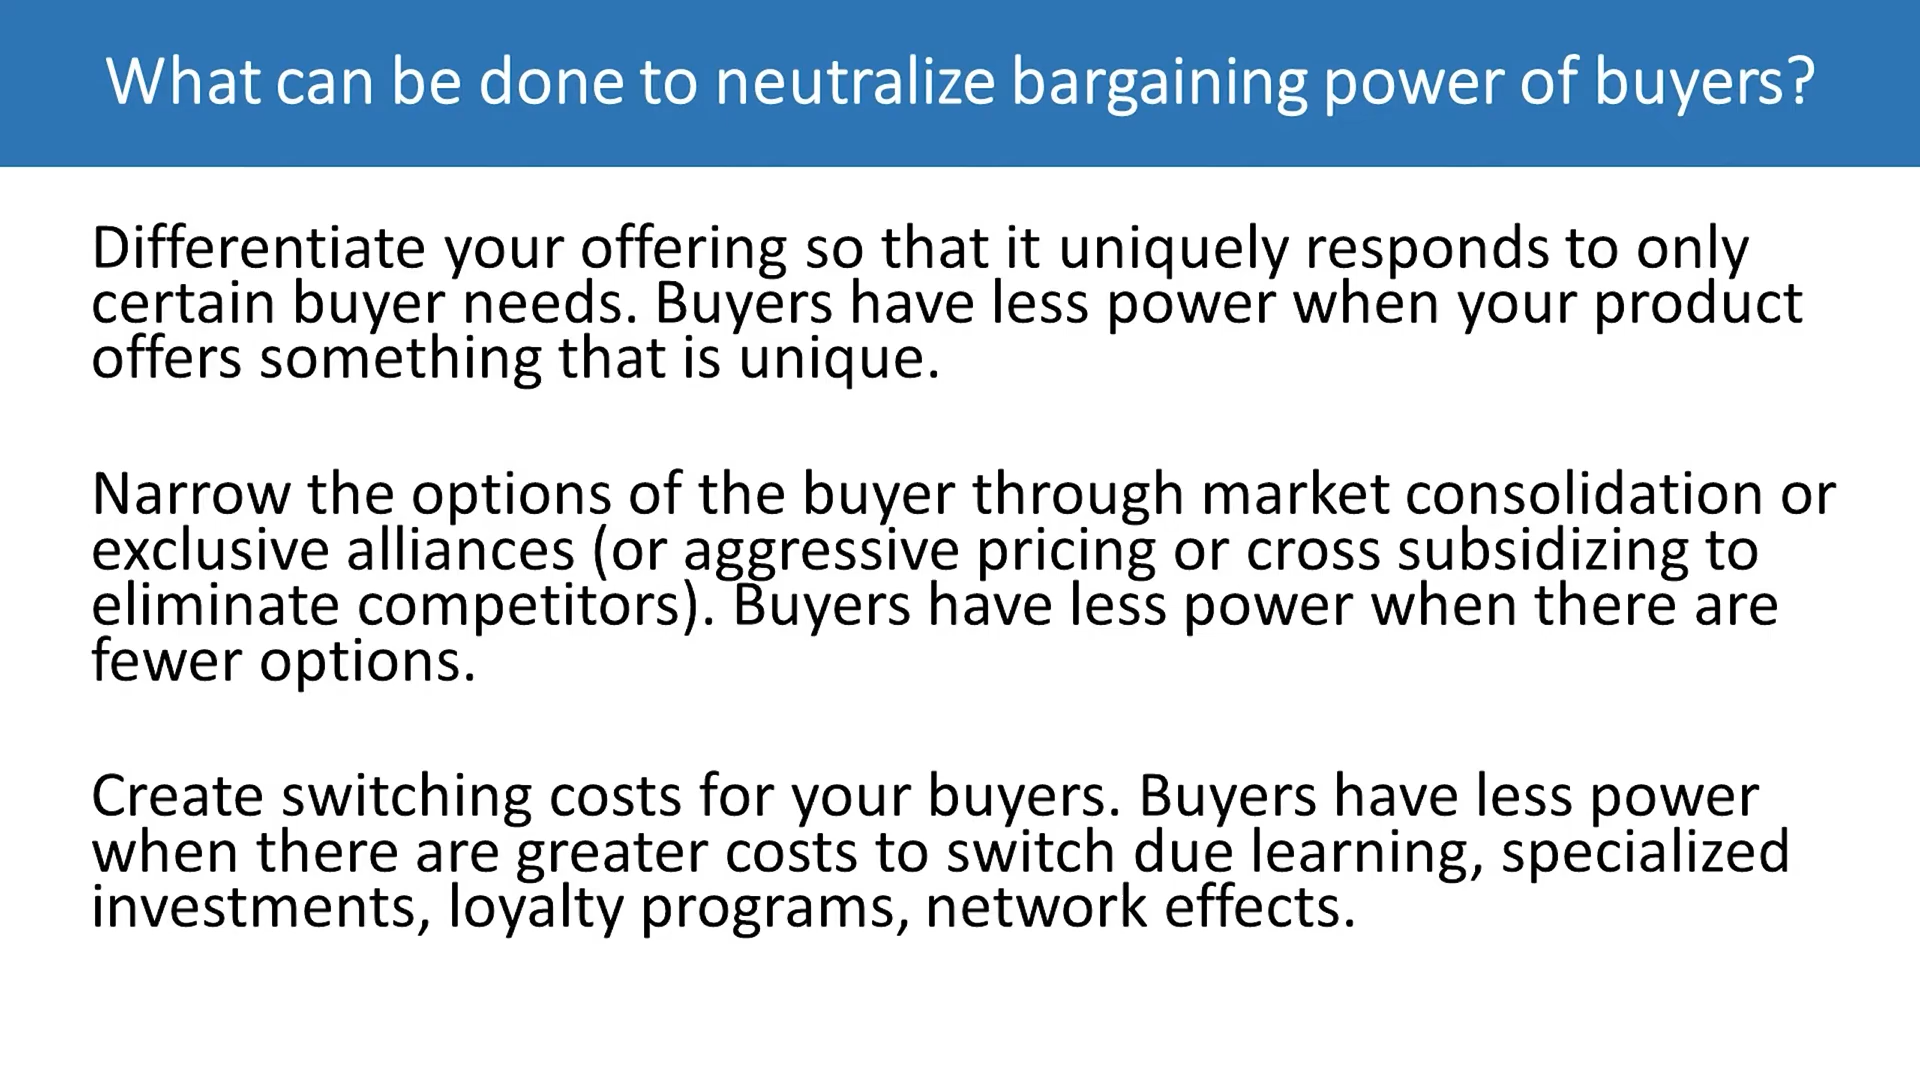 What can be done to neutralize bargaining power of buyers?
Differentiate your offering so that it uniquely responds to only
certain buyer needs. Buyers have less power when your product
offers something that is unique.
Narrow the options of the buyer through market consolidation or
exclusive alliances (or aggressive pricing or cross subsidizing to
eliminate competitors). Buyers have less power when there are
fewer options.
Create switching costs for your buyers. Buyers have less power
when there are greater costs to switch due learning, specialized
investments, loyalty programs, network effects.